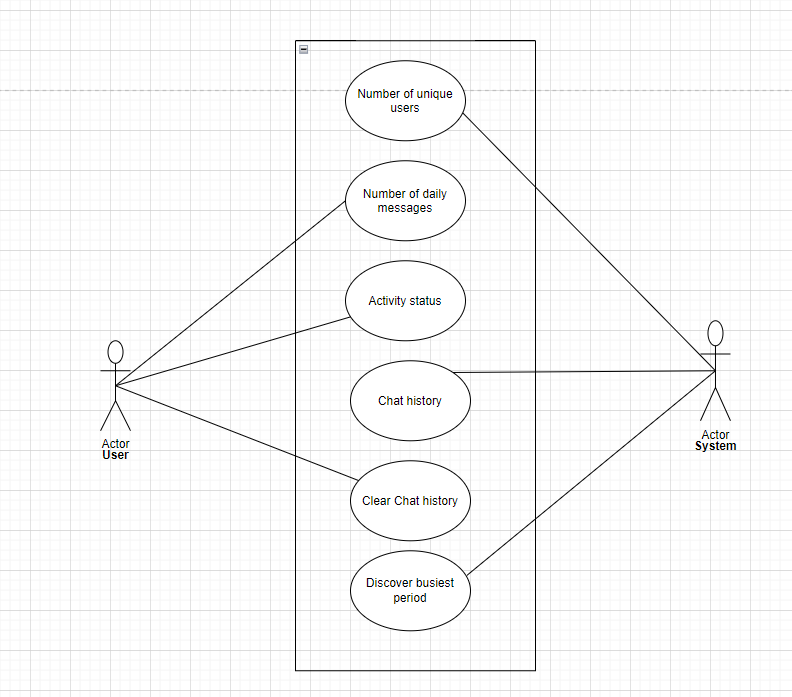 Number of unique
users
Number of daily
messages
Activity status
Chat history
Clear Chat history
Discover busiest
period
Actor
User
Actor
System